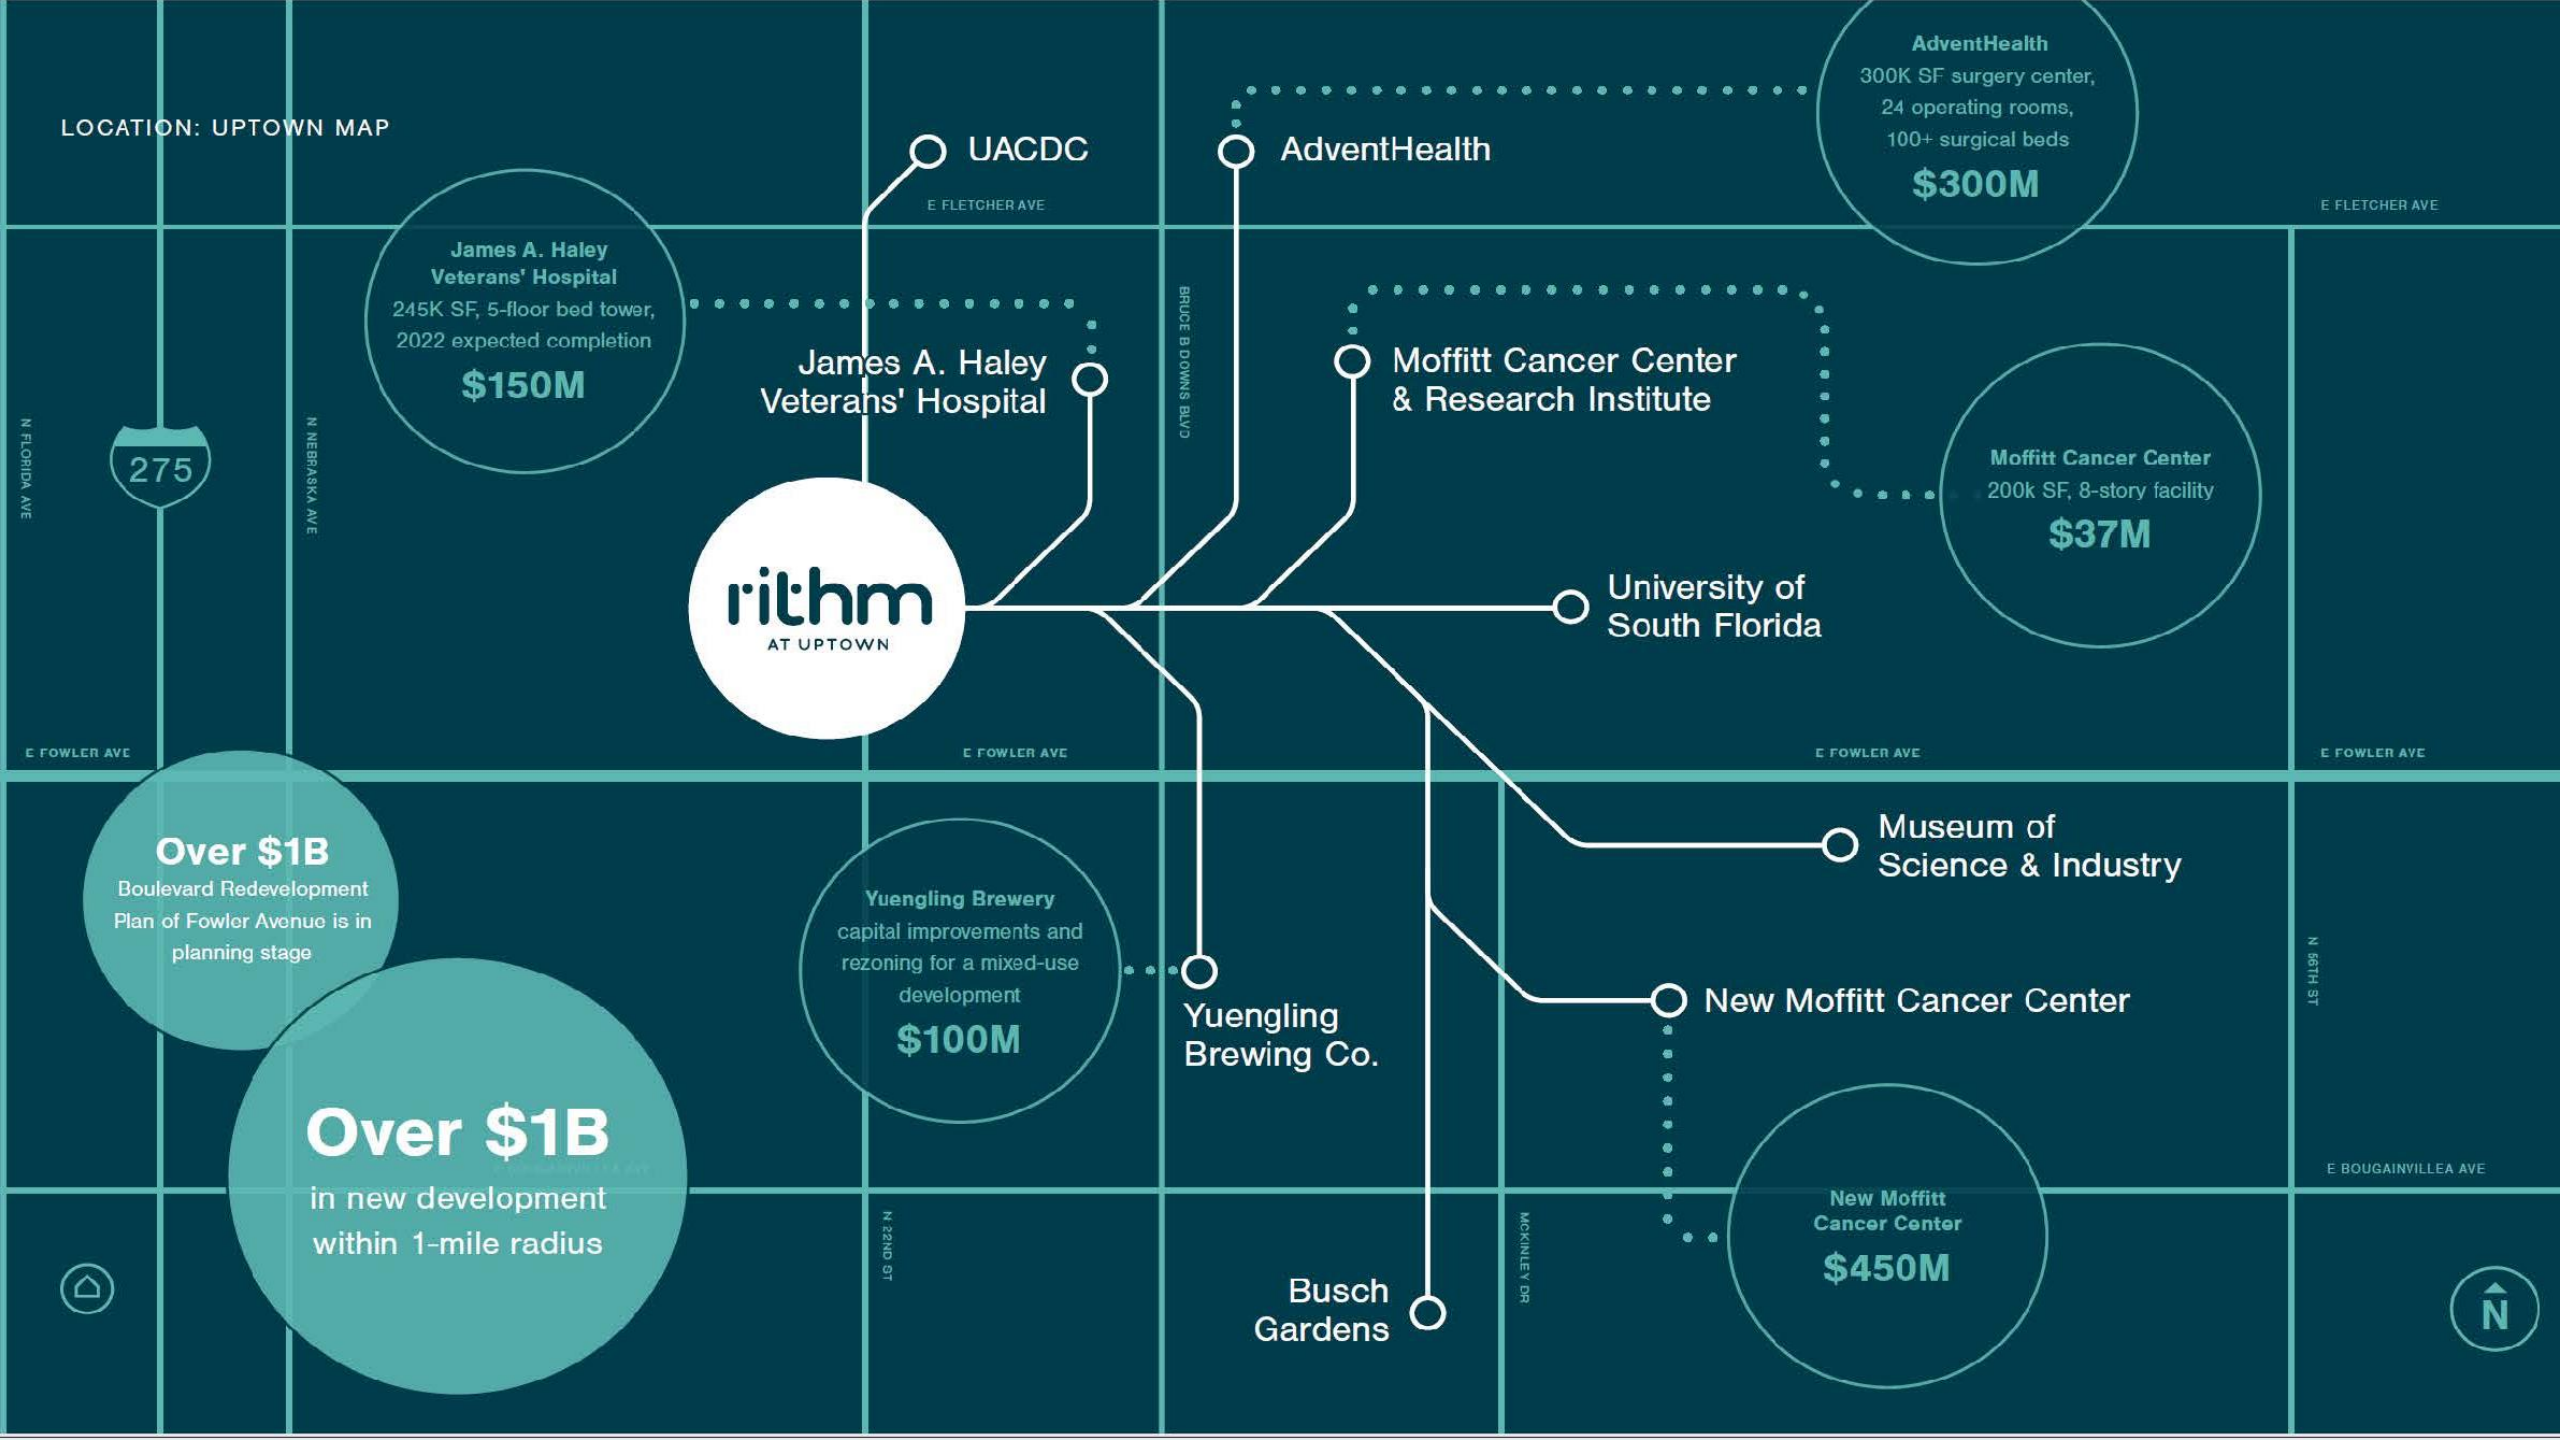 LOCATION: UPTOWN MAP
AdventHealth
300K SF surgery center,
24 operating rooms,
100+ surgical beds
$300M
UACDC
AdventHealth
E FLETCHER AVE
E FLETCHER AVE
James A. Haley
Veterans' Hospital
245K SF, 5-floor bed tower,
2022 expected completion
$150M
James A. Haley
Veterans' Hospital
BRUCE B DOWNS BLVD
Moffitt Cancer Center
& Research Institute
N FLORIDA AVE
275
N NEBRASKA AVE
Moffitt Cancer Center
200k SF, 8-story facility
$37M
rithm
AT UPTOWN
University of
South Florida
E FOWLER AVE
E FOWLER AVE
E FOWLER AVE
E FOWLER AVE
Over $1B
Boulevard Redevelopment
Plan of Fowler Avenue is in
planning stage
Yuengling Brewery
capital improvements and
rezoning for a mixed-use
development
$100M
Museum of
Science & Industry
N 56TH ST
Yuengling
Brewing Co.
New Moffitt Cancer Center
Over $1B
E BOUGAINVILLEA AVE
in new development
within 1-mile radius
E BOUGAINVILLEA AVE
N 22ND ST
MCKINLEY DR
New Moffitt
Cancer Center
$450M
Busch
Gardens
N